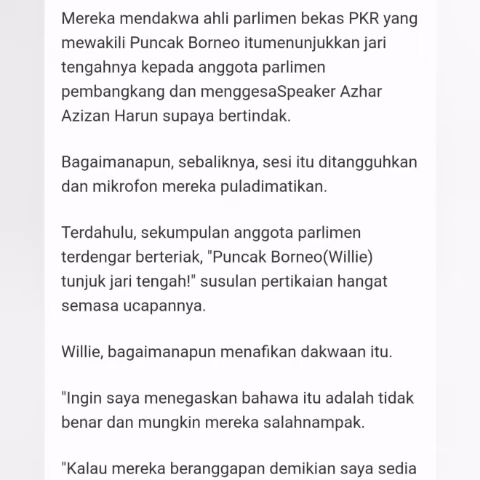 Mereka mendakwa ahli parlimen bekas PKR yang
mewakili Puncak Borneo itumenunjukkan jari
tengahnya kepada anggota parlimen
pembangkang dan menggesaSpeaker Azhar
Azizan Harun supaya bertindak.
Bagaimanapun, sebaliknya, sesi itu ditangguhkan
dan mikrofon mereka puladimatikan.
Terdahulu, sekumpulan anggota parlimen
terdengar berteriak, "Puncak Borneo(Willie)
tunjuk jari tengah!" susulan pertikaian hangat
semasa ucapannya.
Willie, bagaimanapun menafikan dakwaan itu.
"Ingin saya menegaskan bahawa itu adalah tidak
benar dan mungkin mereka salahnampak.
"Kalau mereka beranggapan demikian saya sedia